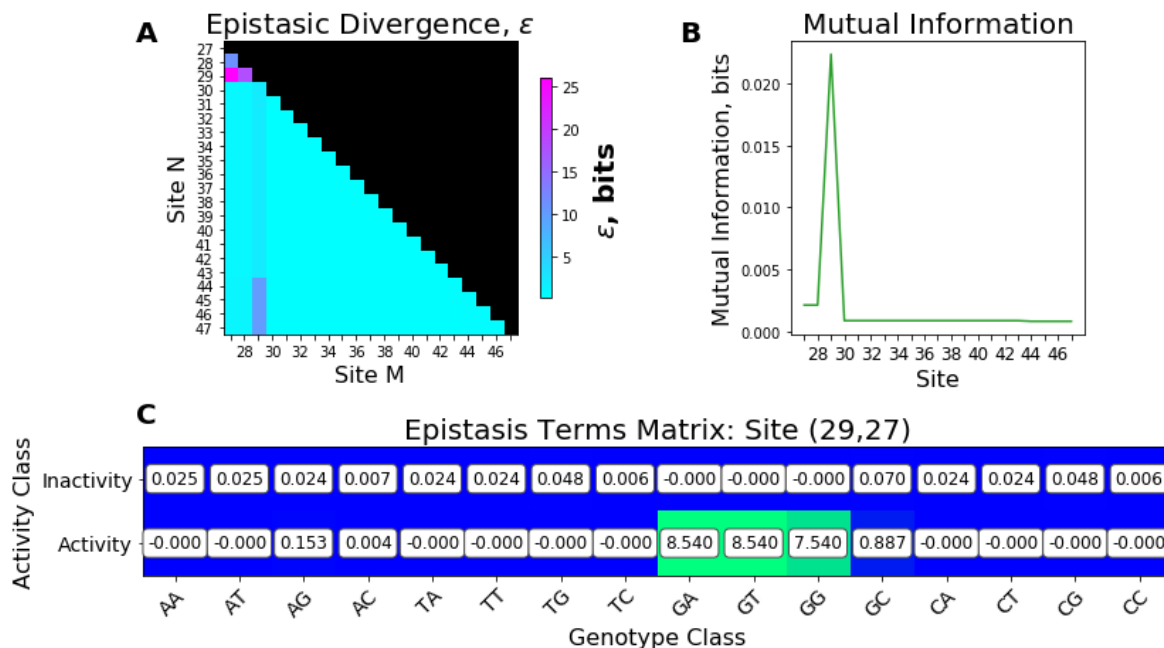 A
Epistasic Divergence, ε
27
28
29
30
31
32
33
34
35
36
37
38
39
40
41
42
43
44
45
46
47
Site N
28 30 32 33 34 36 37 38 39 40 42 43 44 46
Site M
25
20
15
10
5
ε, bits
B
Mutual Information
0.020
0.015
0.010
0.005
0.000
Mutual Information, bits
28 30 32 33 34 36 37 38 39 40 42 43 44 46
Site
C
Epistasis Terms Matrix: Site (29,27)
Activity Class
Inactivity 0.025 0.025 0.024 0.007 0.024 0.024 0.048 0.006 -0.000 -0.000 -0.000 0.070 0.024 0.024 0.048 0.006
Activity -0.000 -0.000 0.153 0.004 -0.000 -0.000 -0.000 -0.000 8.540 8.540 7.540 0.887 -0.000 -0.000 -0.000 -0.000
AA AT AG AC TA TT TG TC GA GT GG GC CA CT CG CC
Genotype Class